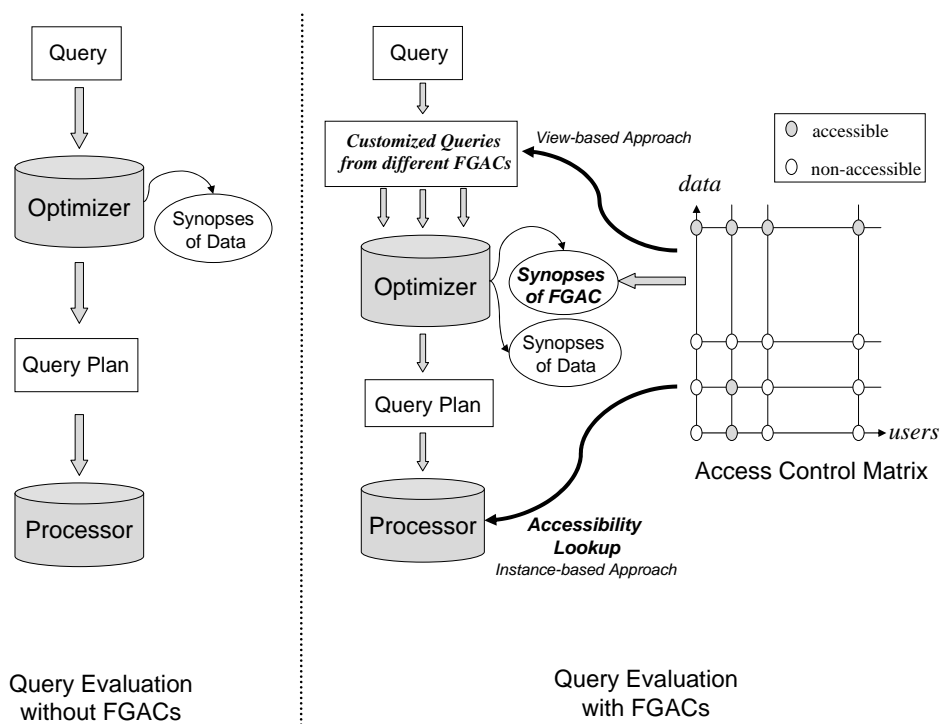 Query
Optimizer
Synopses
of Data
Query Plan
Processor
Query Evaluation
without FGACs
Query
Customized Queries
from different FGACs
View-based Approach
Optimizer
Synopses
of FGAC
Synopses
of Data
Query Plan
Processor
Accessibility
Lookup
Instance-based Approach
accessible
non-accessible
data
users
Access Control Matrix
Query Evaluation
with FGACs